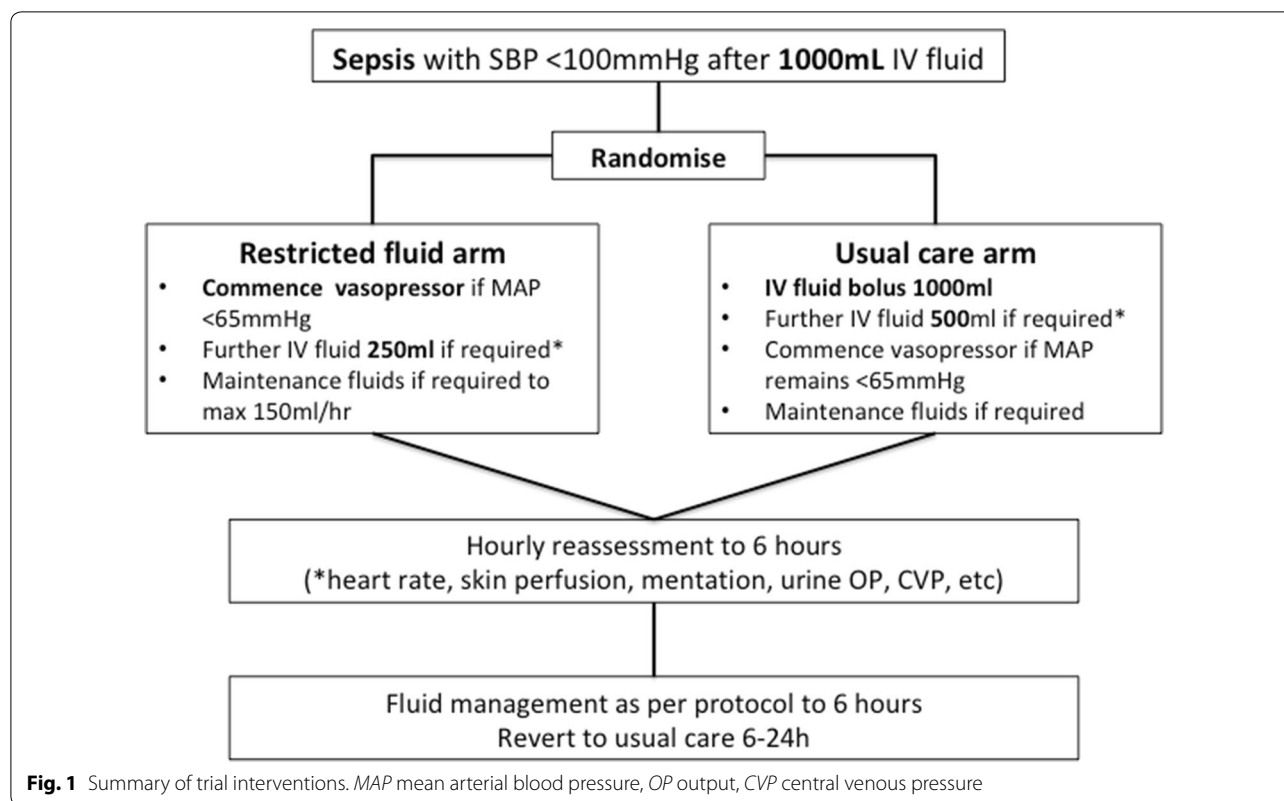 Sepsis with SBP <100mmHg after 1000mL IV fluid
Randomise
Restricted fluid arm
• Commence vasopressor if MAP
<65mmHg
• Further IV fluid 250ml if required*
• Maintenance fluids if required to
max 150ml/hr
Usual care arm
• IV fluid bolus 1000ml
• Further IV fluid 500ml if required*
• Commence vasopressor if MAP
remains <65mmHg
• Maintenance fluids if required
Hourly reassessment to 6 hours
(*heart rate, skin perfusion, mentation, urine OP, CVP, etc)
Fluid management as per protocol to 6 hours
Revert to usual care 6-24h
Fig. 1 Summary of trial interventions. MAP mean arterial blood pressure, OP output, CVP central venous pressure